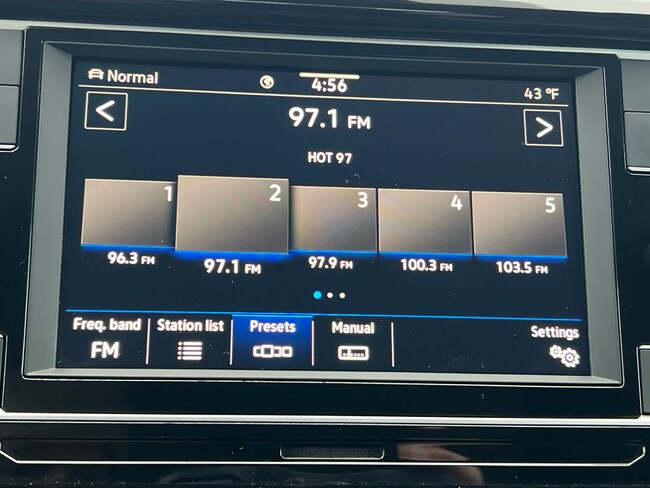 Normal
4:56
43 °F
< 
97.1 FM
>
HOT 97
1 2 3 4 5
96.3 FM 97.1 FM 97.9 FM 100.3 FM 103.5 FM
Freq. band Station list Presets Manual Settings
FM